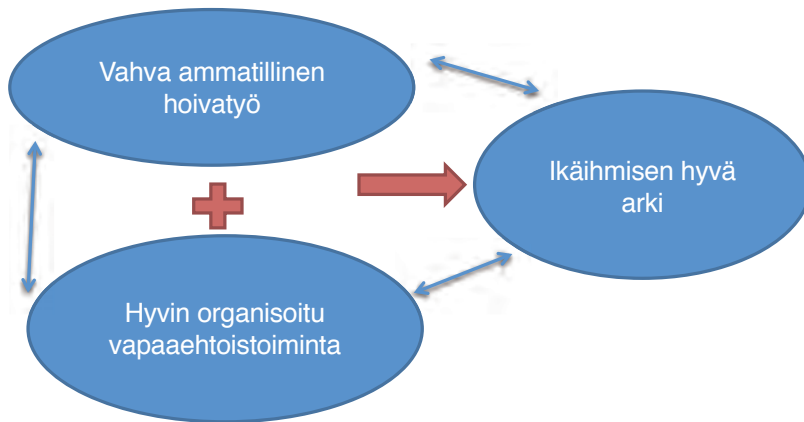 Vahva ammatillinen
hoivatyö
Ikäihmisen hyvä
arki
Hyvin organisoitu
vapaaehtoistoiminta